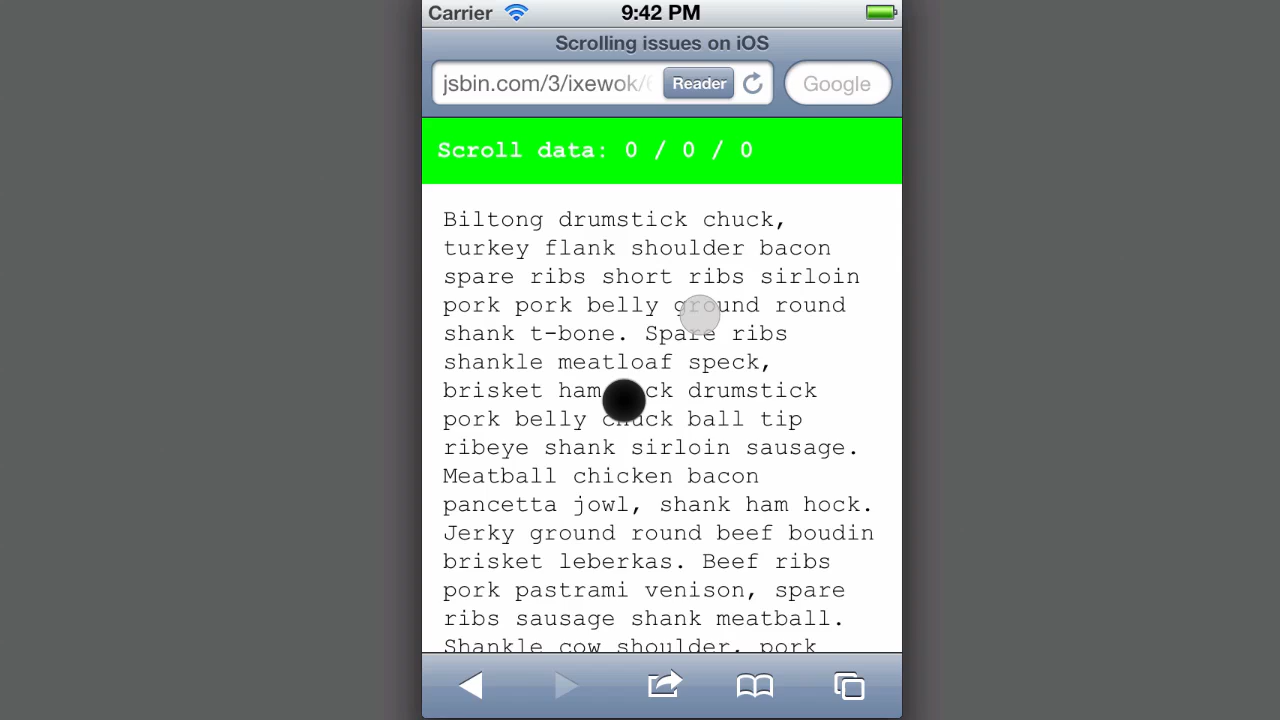 Carrier 9:42 PM
Scrolling issues on iOS
jsbin.com/3/ixewok/ Reader Google
Scroll data: 0 / 0 / 0
Biltong drumstick chuck,
turkey flank shoulder bacon
spare ribs short ribs sirloin
pork pork belly ground round
shank t-bone. Spare ribs
shankle meatloaf speck,
brisket ham hock drumstick
pork belly chuck ball tip
ribeye shank sirloin sausage.
Meatball chicken bacon
pancetta jowl, shank ham hock.
Jerky ground round beef boudin
brisket leberkas. Beef ribs
pork pastrami venison, spare
ribs sausage shank meatball.
Shankle cow shoulder, pork